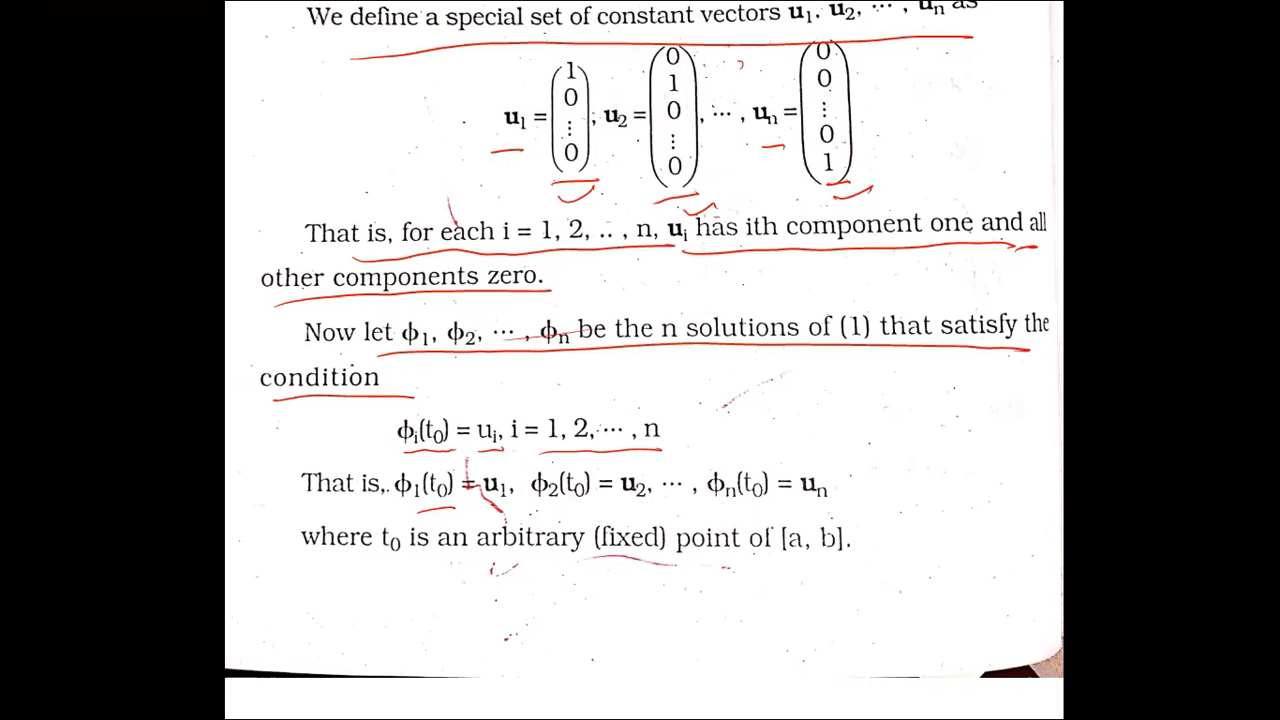 We define a special set of constant vectors u₁. u₂, ⋯ , uₙ as
u₁ = (1 0 ⋮ 0), u₂ = (0 1 0 ⋮ 0), ⋯ , uₙ = (0 0 ⋮ 0 1)
That is, for each i = 1, 2, .. , n, uᵢ has ith component one and all
other components zero.
Now let ϕ₁, ϕ₂, ⋯ , ϕₙ be the n solutions of (1) that satisfy the
condition
ϕᵢ(t₀) = uᵢ, i = 1, 2, ⋯ , n
That is, ϕ₁(t₀) = u₁, ϕ₂(t₀) = u₂, ⋯ , ϕₙ(t₀) = uₙ
where t₀ is an arbitrary (fixed) point of [a, b].